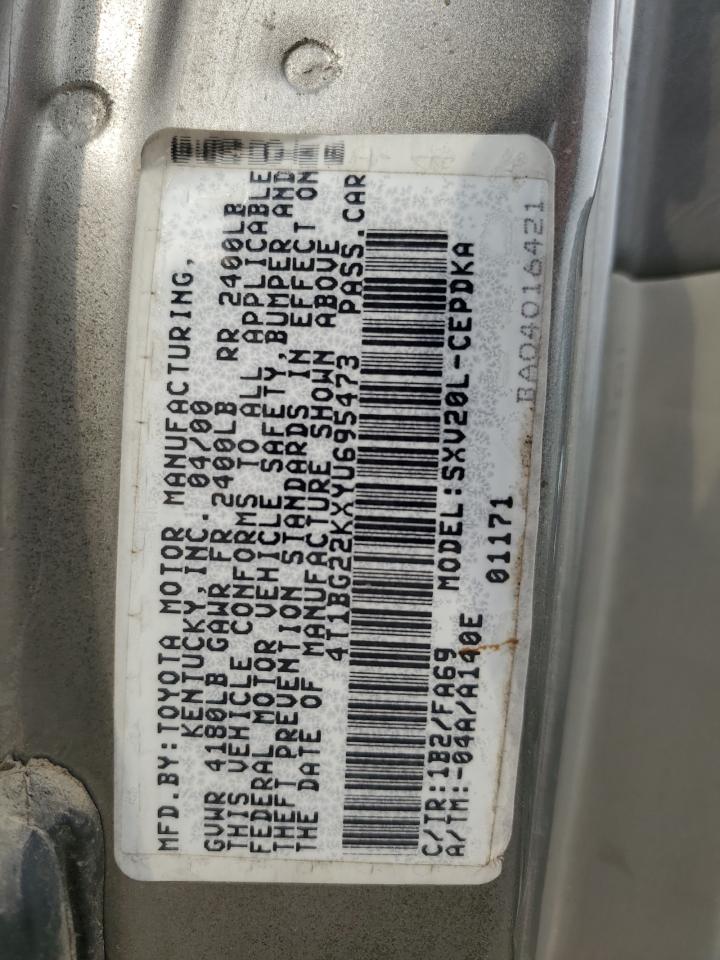 MFD.BY:TOYOTA MOTOR MANUFACTURING,
KENTUCKY,INC. 04/00
GVWR 4180LB GAWR FR 2400LB RR 2400LB
THIS VEHICLE CONFORMS TO ALL APPLICABLE
FEDERAL MOTOR VEHICLE SAFETY,BUMPER AND
THEFT PREVENTION STANDARDS IN EFFECT ON
THE DATE OF MANUFACTURE SHOWN ABOVE
4T1BG22KXYU695473 PASS.CAR
C/TR:1B2/FA69 MODEL:SXV20L-CEPDKA
A/TM:-04A/A140E 01171
BA04016421